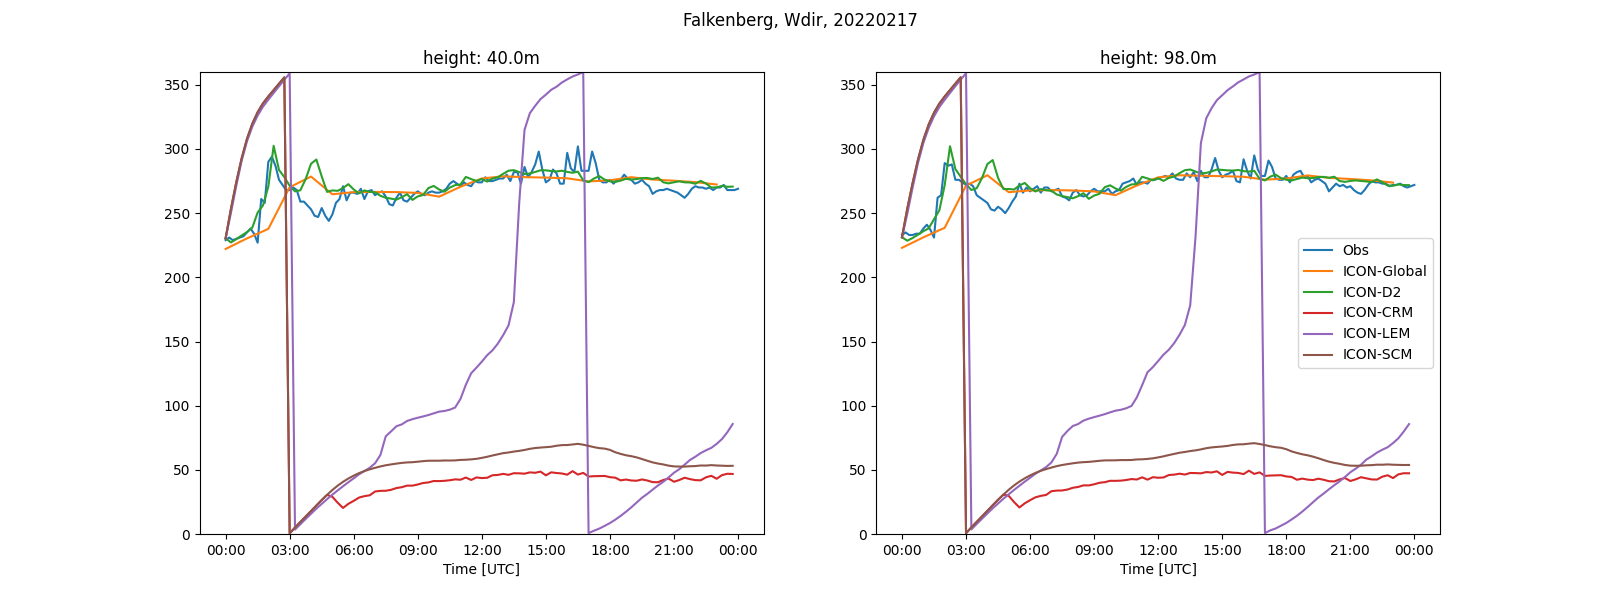 Falkenberg, Wdir, 20220217
height: 40.0m
350
300
250
200
150
100
50
0
00:00 03:00 06:00 09:00 12:00 15:00 18:00 21:00 00:00
Time [UTC]
height: 98.0m
350
300
250
200
150
100
50
0
Obs
ICON-Global
ICON-D2
ICON-CRM
ICON-LEM
ICON-SCM
00:00 03:00 06:00 09:00 12:00 15:00 18:00 21:00 00:00
Time [UTC]